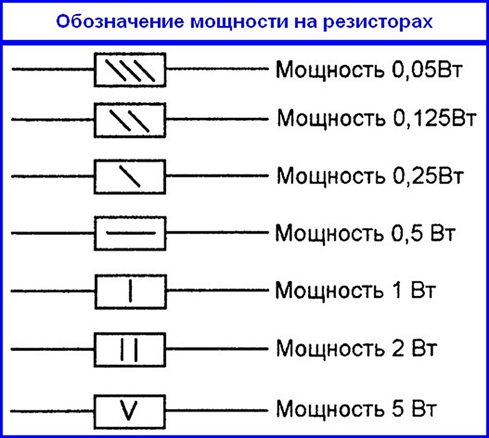 Обозначение мощности на резисторах
Мощность 0,05Вт
Мощность 0,125Вт
Мощность 0,25Вт
Мощность 0,5 Вт
Мощность 1 Вт
Мощность 2 Вт
V
Мощность 5 Вт